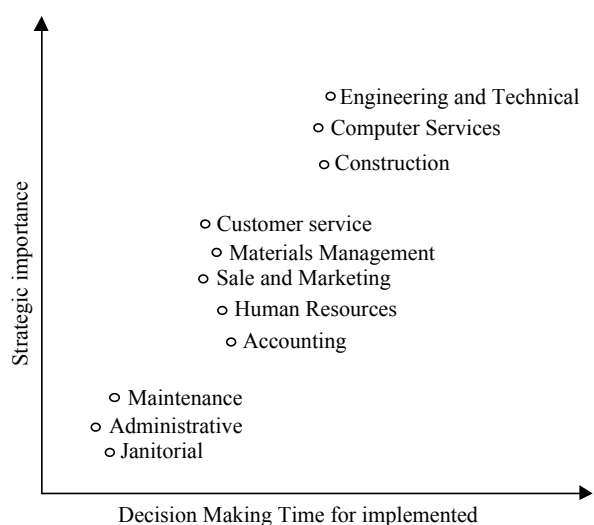 Engineering and Technical
Computer Services
Construction
Customer service
Materials Management
Sale and Marketing
Human Resources
Accounting
Maintenance
Administrative
Janitorial
Strategic importance
Decision Making Time for implemented